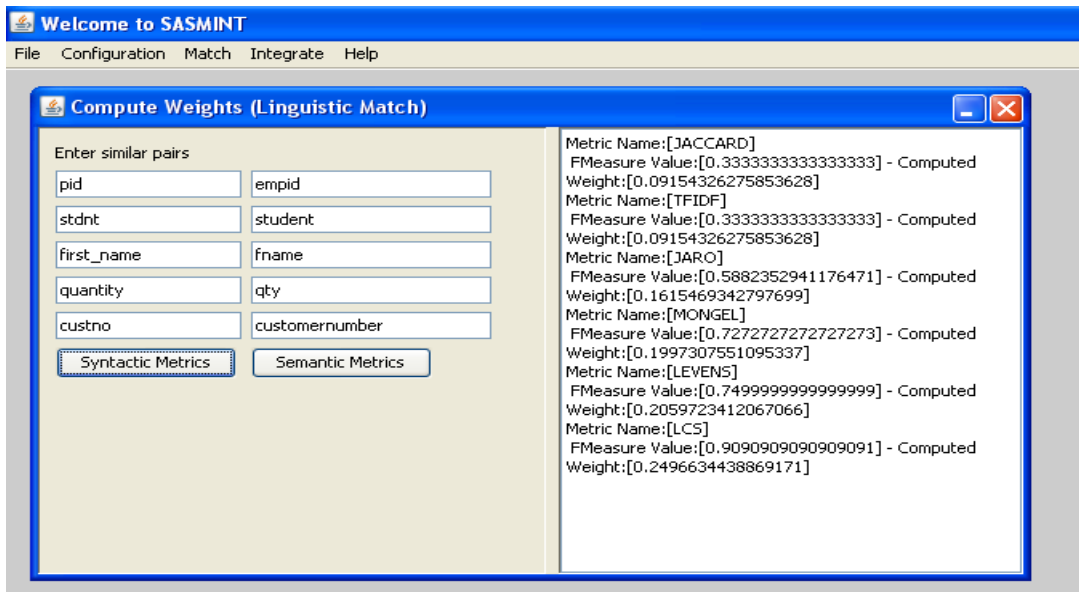 Welcome to SASMINT
File Configuration Match Integrate Help
Compute Weights (Linguistic Match)
Enter similar pairs
pid empid
stdnt student
first_name fname
quantity qty
custno customernumber
Syntactic Metrics Semantic Metrics
Metric Name:[JACCARD]
FMeasure Value:[0.3333333333333333] - Computed
Weight:[0.09154326275853628]
Metric Name:[TFIDF]
FMeasure Value:[0.3333333333333333] - Computed
Weight:[0.09154326275853628]
Metric Name:[JARO]
FMeasure Value:[0.5882352941176471] - Computed
Weight:[0.1615469342797699]
Metric Name:[MONGEL]
FMeasure Value:[0.7272727272727273] - Computed
Weight:[0.1997307551095337]
Metric Name:[LEVENS]
FMeasure Value:[0.7499999999999999] - Computed
Weight:[0.2059723412067066]
Metric Name:[LCS]
FMeasure Value:[0.9090909090909091] - Computed
Weight:[0.2496634438869171]